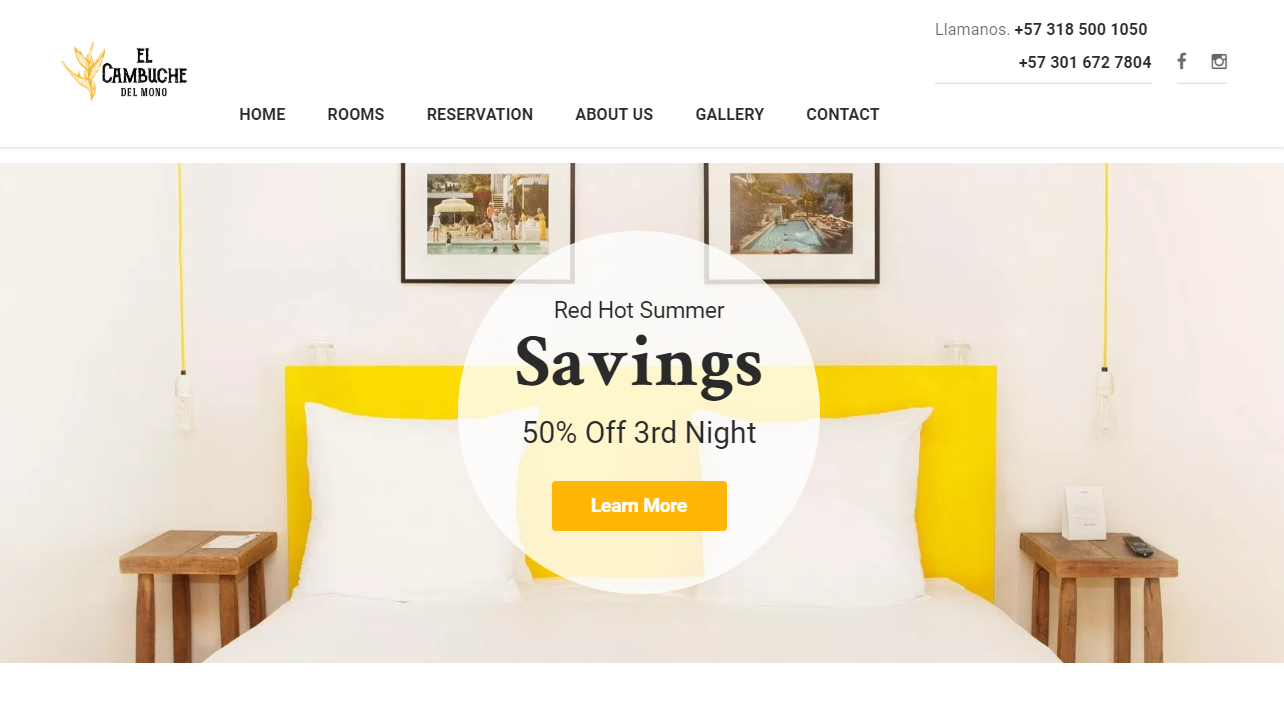 Llamanos. +57 318 500 1050
+57 301 672 7804
EL
CAMBUCHE
DEL MONO
HOME ROOMS RESERVATION ABOUT US GALLERY CONTACT
Red Hot Summer
Savings
50% Off 3rd Night
Learn More